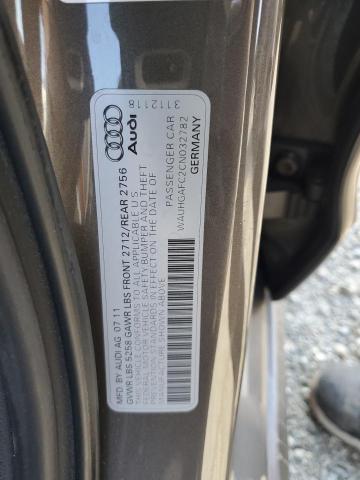 Audi
31112118
MFD. BY AUDI AG 07 11
GVWR LBS 5258 GAWR LBS FRONT 2712/REAR 2756
THIS VEHICLE CONFORMS TO ALL APPLICABLE U.S.
FEDERAL MOTOR VEHICLE SAFETY BUMPER AND THEFT
PREVENTION STANDARDS IN EFFECT ON THE DATE OF
MANUFACTURE SHOWN ABOVE
PASSENGER CAR
WAUHGAFC2CN032782
GERMANY